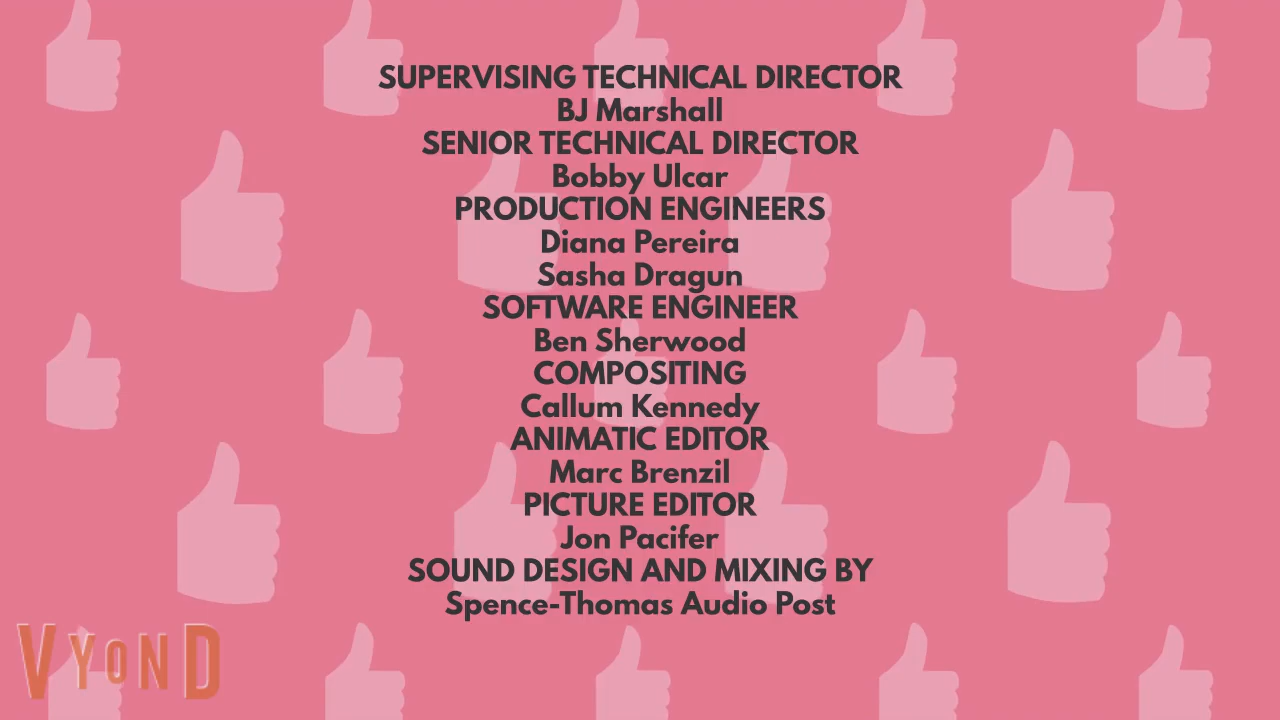 SUPERVISING TECHNICAL DIRECTOR
BJ Marshall
SENIOR TECHNICAL DIRECTOR
Bobby Ulcar
PRODUCTION ENGINEERS
Diana Pereira
Sasha Dragun
SOFTWARE ENGINEER
Ben Sherwood
COMPOSITING
Callum Kennedy
ANIMATIC EDITOR
Marc Brenzil
PICTURE EDITOR
Jon Pacifer
SOUND DESIGN AND MIXING BY
Spence-Thomas Audio Post
VYOND